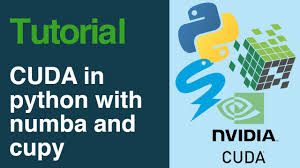 Tutorial
CUDA in
python with
numba and
cupy
NVIDIA
CUDA